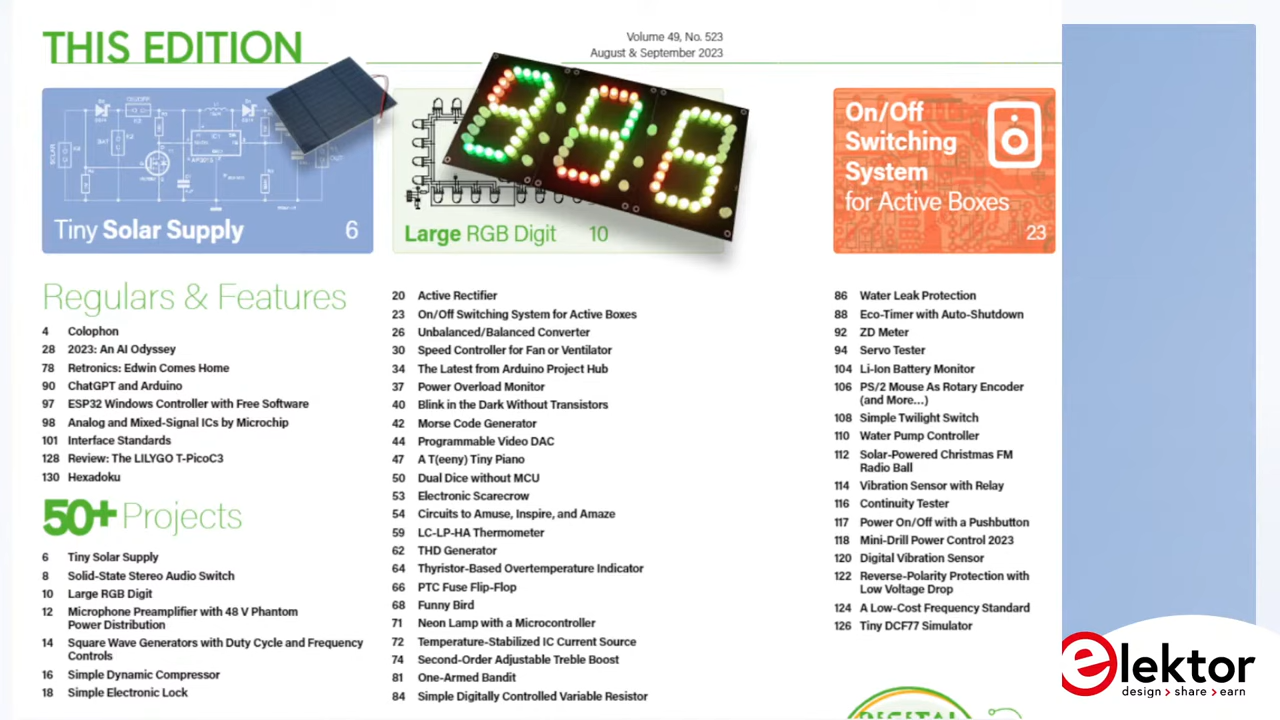 THIS EDITION
Volume 49, No. 523
August & September 2023
Tiny Solar Supply 6
Large RGB Digit 10
On/Off
Switching
System
for Active Boxes
23
Regulars & Features
4 Colophon
28 2023: An AI Odyssey
78 Retronics: Edwin Comes Home
90 ChatGPT and Arduino
97 ESP32 Windows Controller with Free Software
98 Analog and Mixed-Signal ICs by Microchip
101 Interface Standards
128 Review: The LILYGO T-PicoC3
130 Hexadoku
50+ Projects
6 Tiny Solar Supply
8 Solid-State Stereo Audio Switch
10 Large RGB Digit
12 Microphone Preamplifier with 48 V Phantom
Power Distribution
14 Square Wave Generators with Duty Cycle and Frequency
Controls
16 Simple Dynamic Compressor
18 Simple Electronic Lock
20 Active Rectifier
23 On/Off Switching System for Active Boxes
26 Unbalanced/Balanced Converter
30 Speed Controller for Fan or Ventilator
34 The Latest from Arduino Project Hub
37 Power Overload Monitor
40 Blink in the Dark Without Transistors
42 Morse Code Generator
44 Programmable Video DAC
47 A T(eeny) Tiny Piano
50 Dual Dice without MCU
53 Electronic Scarecrow
54 Circuits to Amuse, Inspire, and Amaze
59 LC-LP-HA Thermometer
62 THD Generator
64 Thyristor-Based Overtemperature Indicator
66 PTC Fuse Flip-Flop
68 Funny Bird
71 Neon Lamp with a Microcontroller
72 Temperature-Stabilized IC Current Source
74 Second-Order Adjustable Treble Boost
81 One-Armed Bandit
84 Simple Digitally Controlled Variable Resistor
86 Water Leak Protection
88 Eco-Timer with Auto-Shutdown
92 ZD Meter
94 Servo Tester
104 Li-Ion Battery Monitor
106 PS/2 Mouse As Rotary Encoder
(and More...)
108 Simple Twilight Switch
110 Water Pump Controller
112 Solar-Powered Christmas FM
Radio Ball
114 Vibration Sensor with Relay
116 Continuity Tester
117 Power On/Off with a Pushbutton
118 Mini-Drill Power Control 2023
120 Digital Vibration Sensor
122 Reverse-Polarity Protection with
Low Voltage Drop
124 A Low-Cost Frequency Standard
126 Tiny DCF77 Simulator
DIGITAL
elektor
design > share > earn